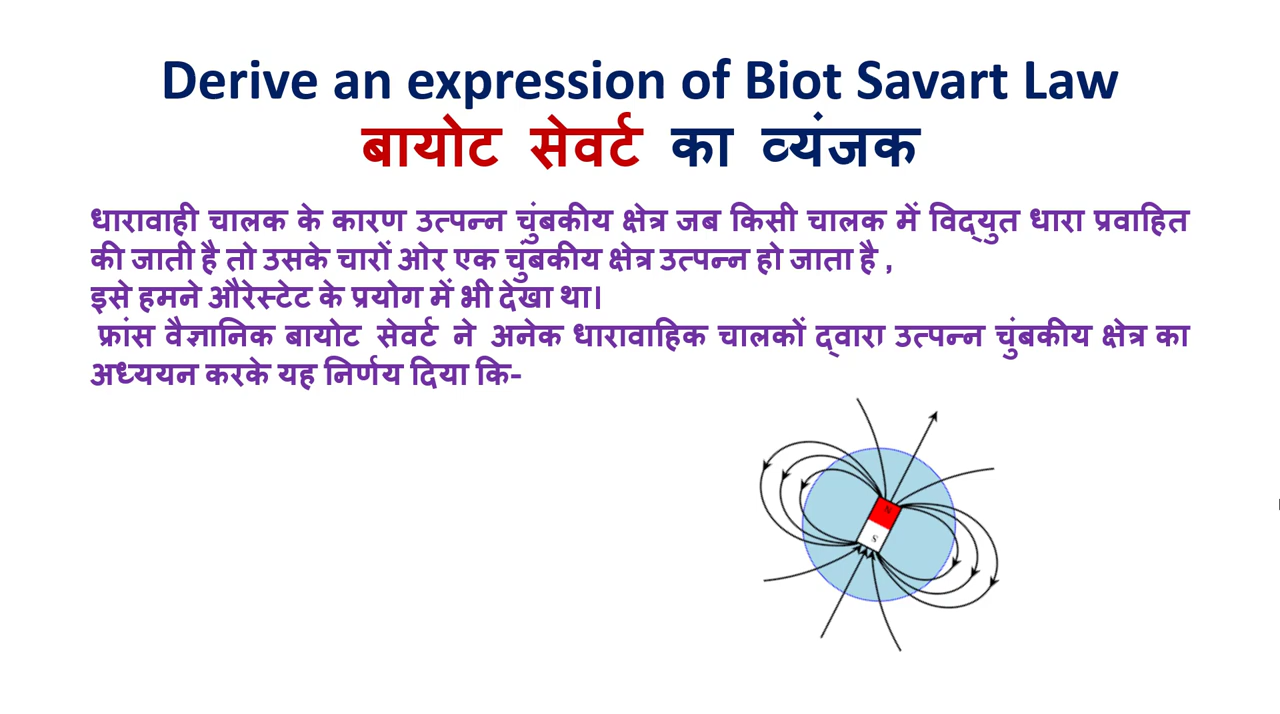 Derive an expression of Biot Savart Law
बायोट सेवर्ट का व्यंजक
धारावाही चालक के कारण उत्पन्न चुंबकीय क्षेत्र जब किसी चालक में विद्युत धारा प्रवाहित
की जाती है तो उसके चारों ओर एक चुंबकीय क्षेत्र उत्पन्न हो जाता है ,
इसे हमने औरेस्टेट के प्रयोग में भी देखा था।
फ्रांस वैज्ञानिक बायोट सेवर्ट ने अनेक धारावाहिक चालकों द्वारा उत्पन्न चुंबकीय क्षेत्र का
अध्ययन करके यह निर्णय दिया कि-
N
S